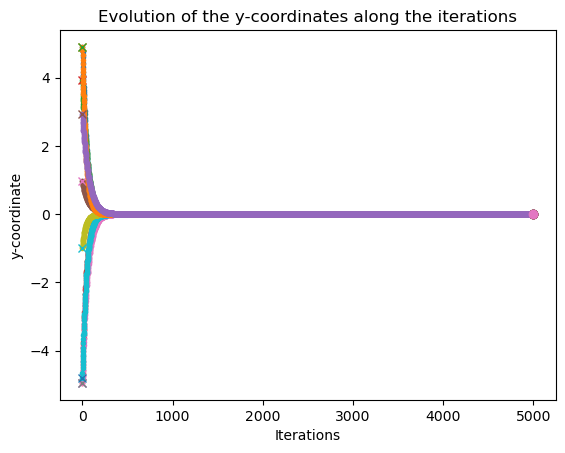 Evolution of the y-coordinates along the iterations
y-coordinate
4
2
0
−2
−4
0 1000 2000 3000 4000 5000
Iterations